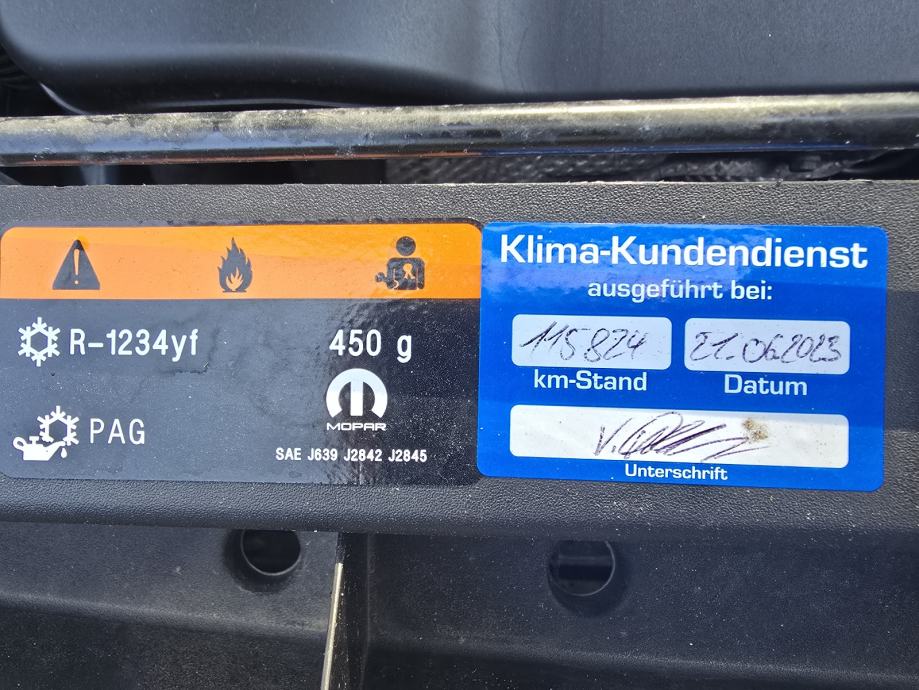 R-1234yf
450 g
PAG
MOPAR
SAE J639 J2842 J2845
Klima-Kundendienst
ausgeführt bei:
115824
21.06.2023
km-Stand
Datum
Unterschrift